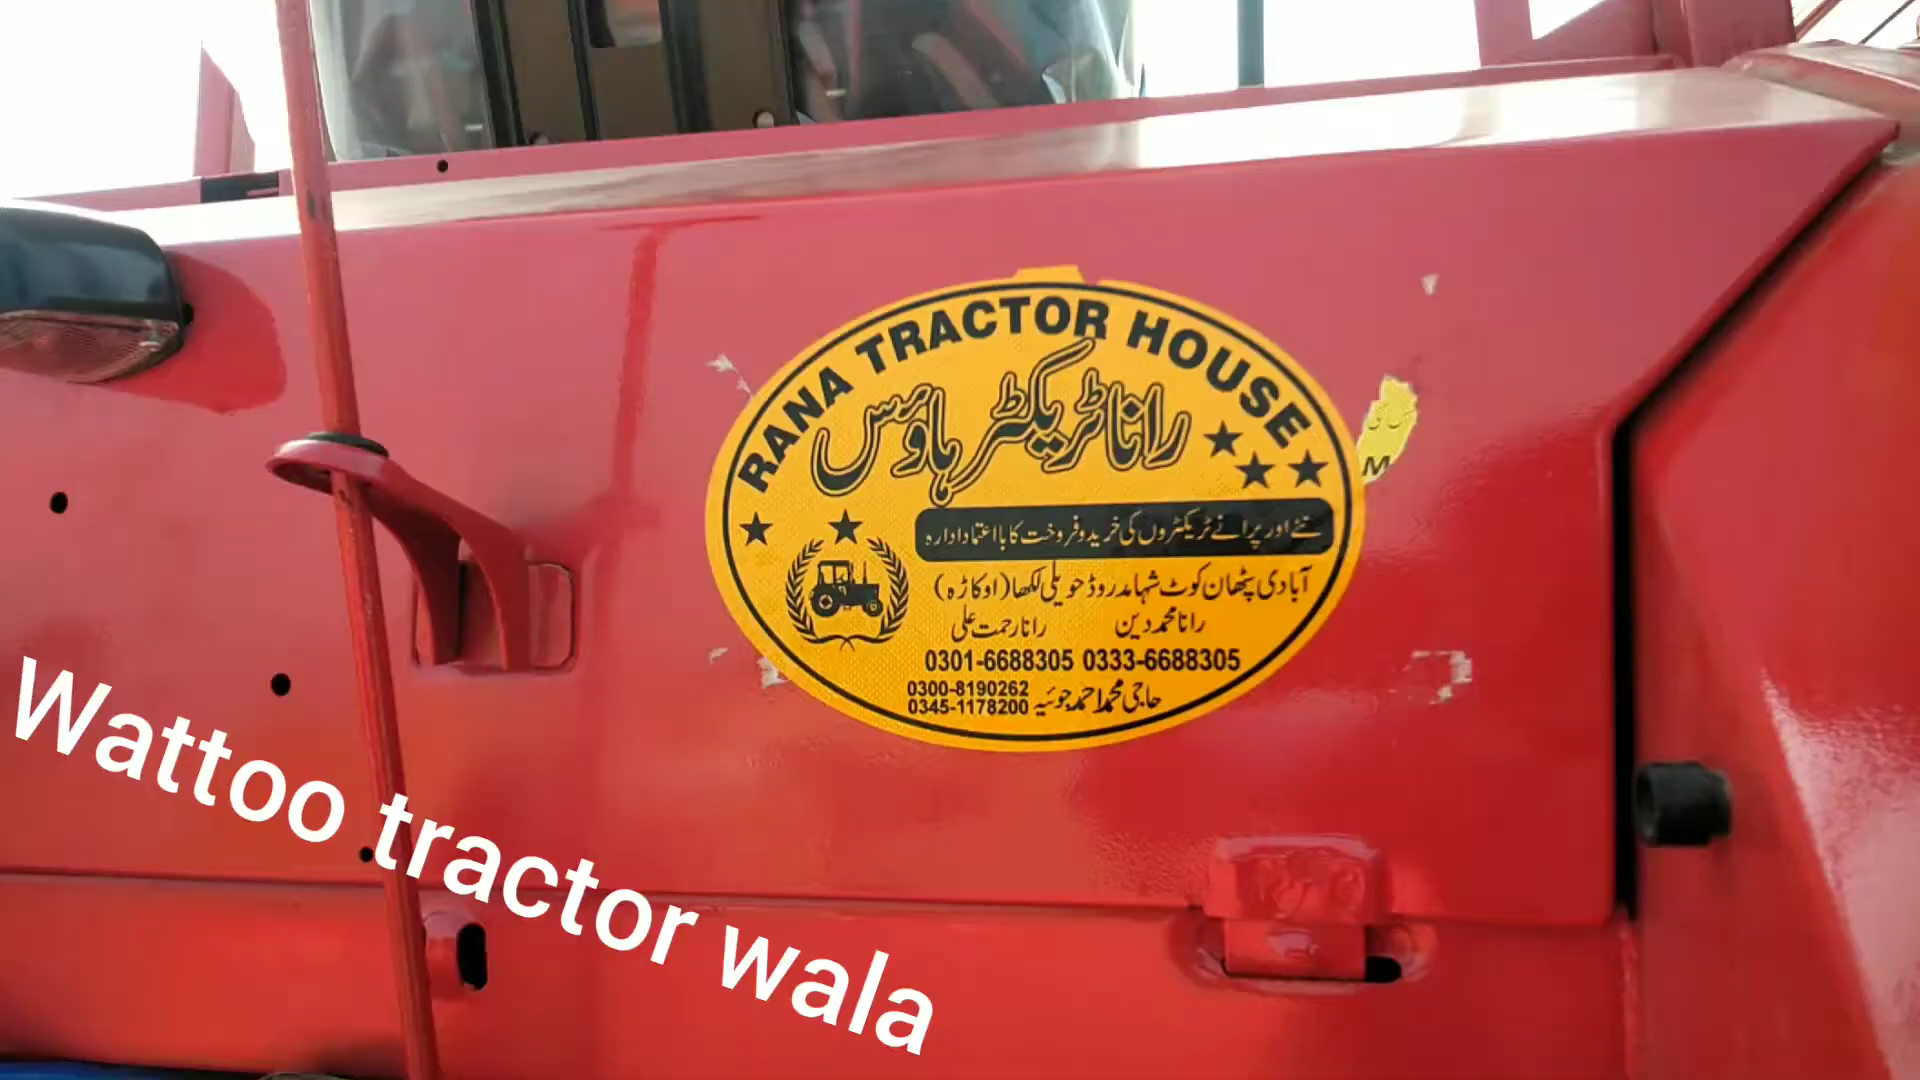 RANA TRACTOR HOUSE
رانا ٹریکٹر ہاؤس
نئے اور پرانے ٹریکٹروں کی خرید و فروخت کا با اعتماد ادارہ
آبادی پٹھان کوٹ شہامد روڈ حویلی لکھا (اوکاڑہ)
رانا محمد دین رانا رحمت علی
0301-6688305 0333-6688305
حاجی محمد احمد جوئیہ 0300-8190262
0345-1178200
M
Wattoo tractor wala